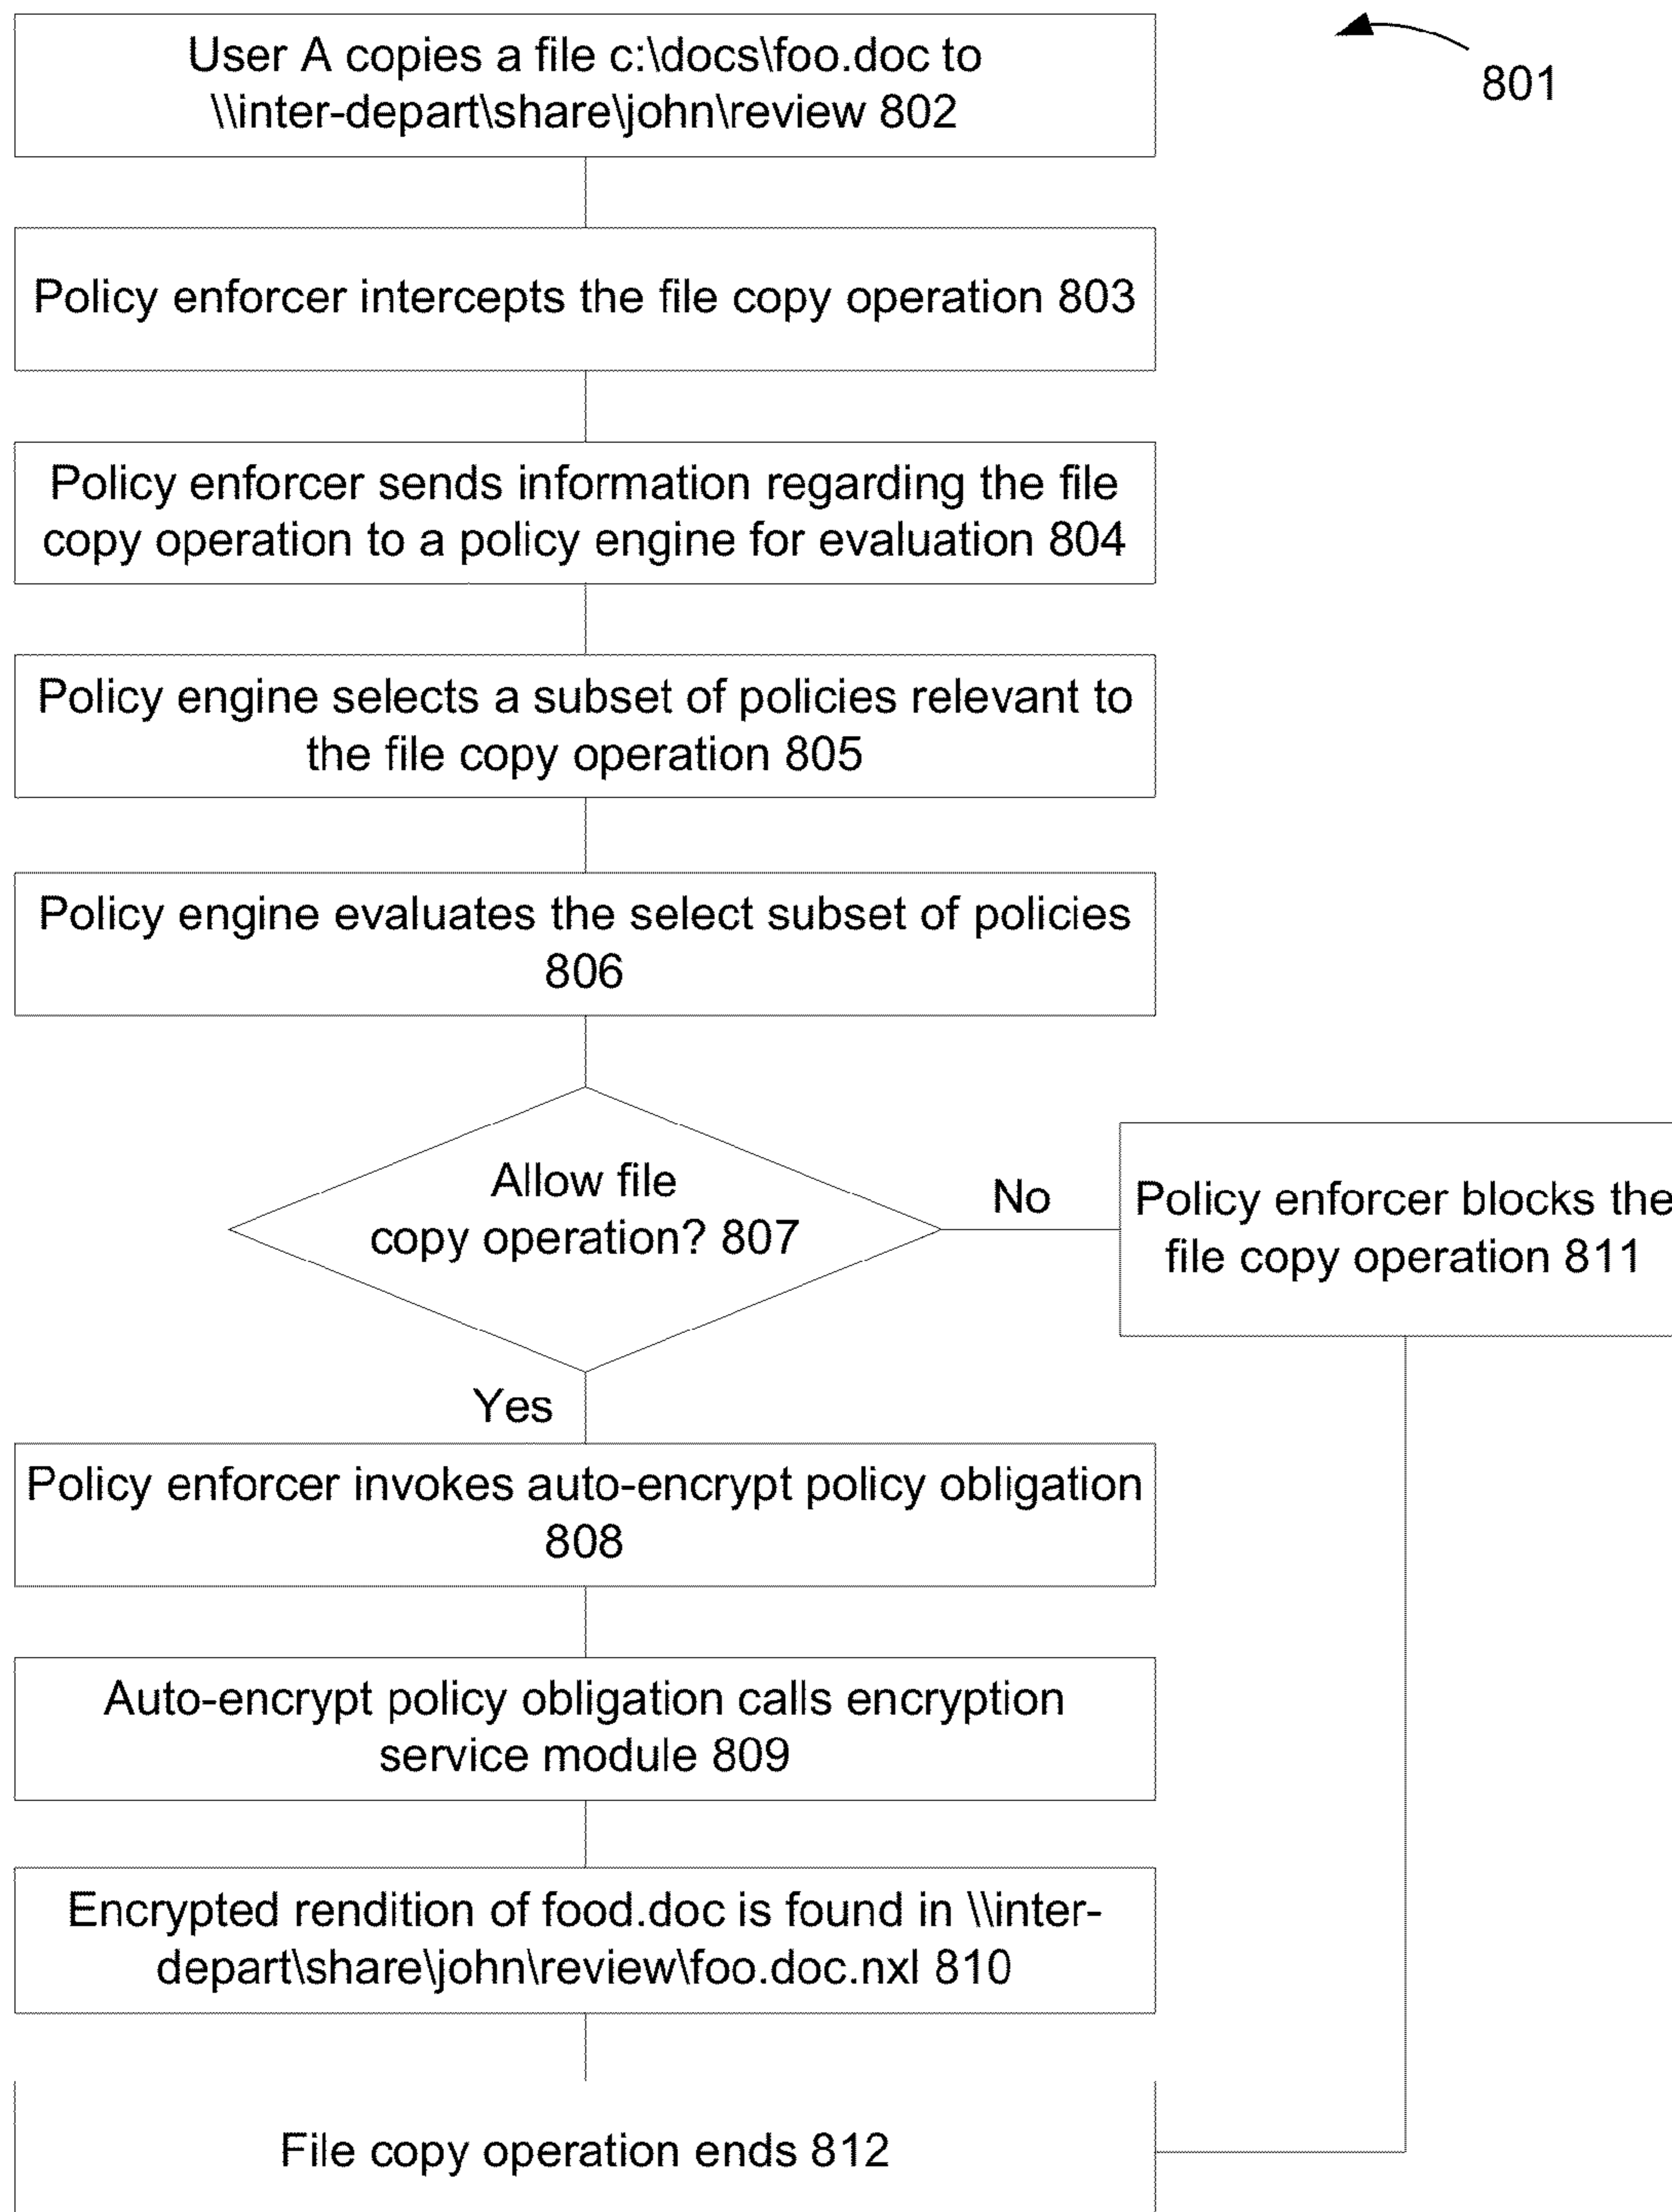 User A copies a file c:\docs\foo.doc to
\\inter-depart\share\john\review 802
801
Policy enforcer intercepts the file copy operation 803
Policy enforcer sends information regarding the file
copy operation to a policy engine for evaluation 804
Policy engine selects a subset of policies relevant to
the file copy operation 805
Policy engine evaluates the select subset of policies
806
Allow file
copy operation? 807
No
Policy enforcer blocks the
file copy operation 811
Yes
Policy enforcer invokes auto-encrypt policy obligation
808
Auto-encrypt policy obligation calls encryption
service module 809
Encrypted rendition of food.doc is found in \\inter-
depart\share\john\review\foo.doc.nxl 810
File copy operation ends 812